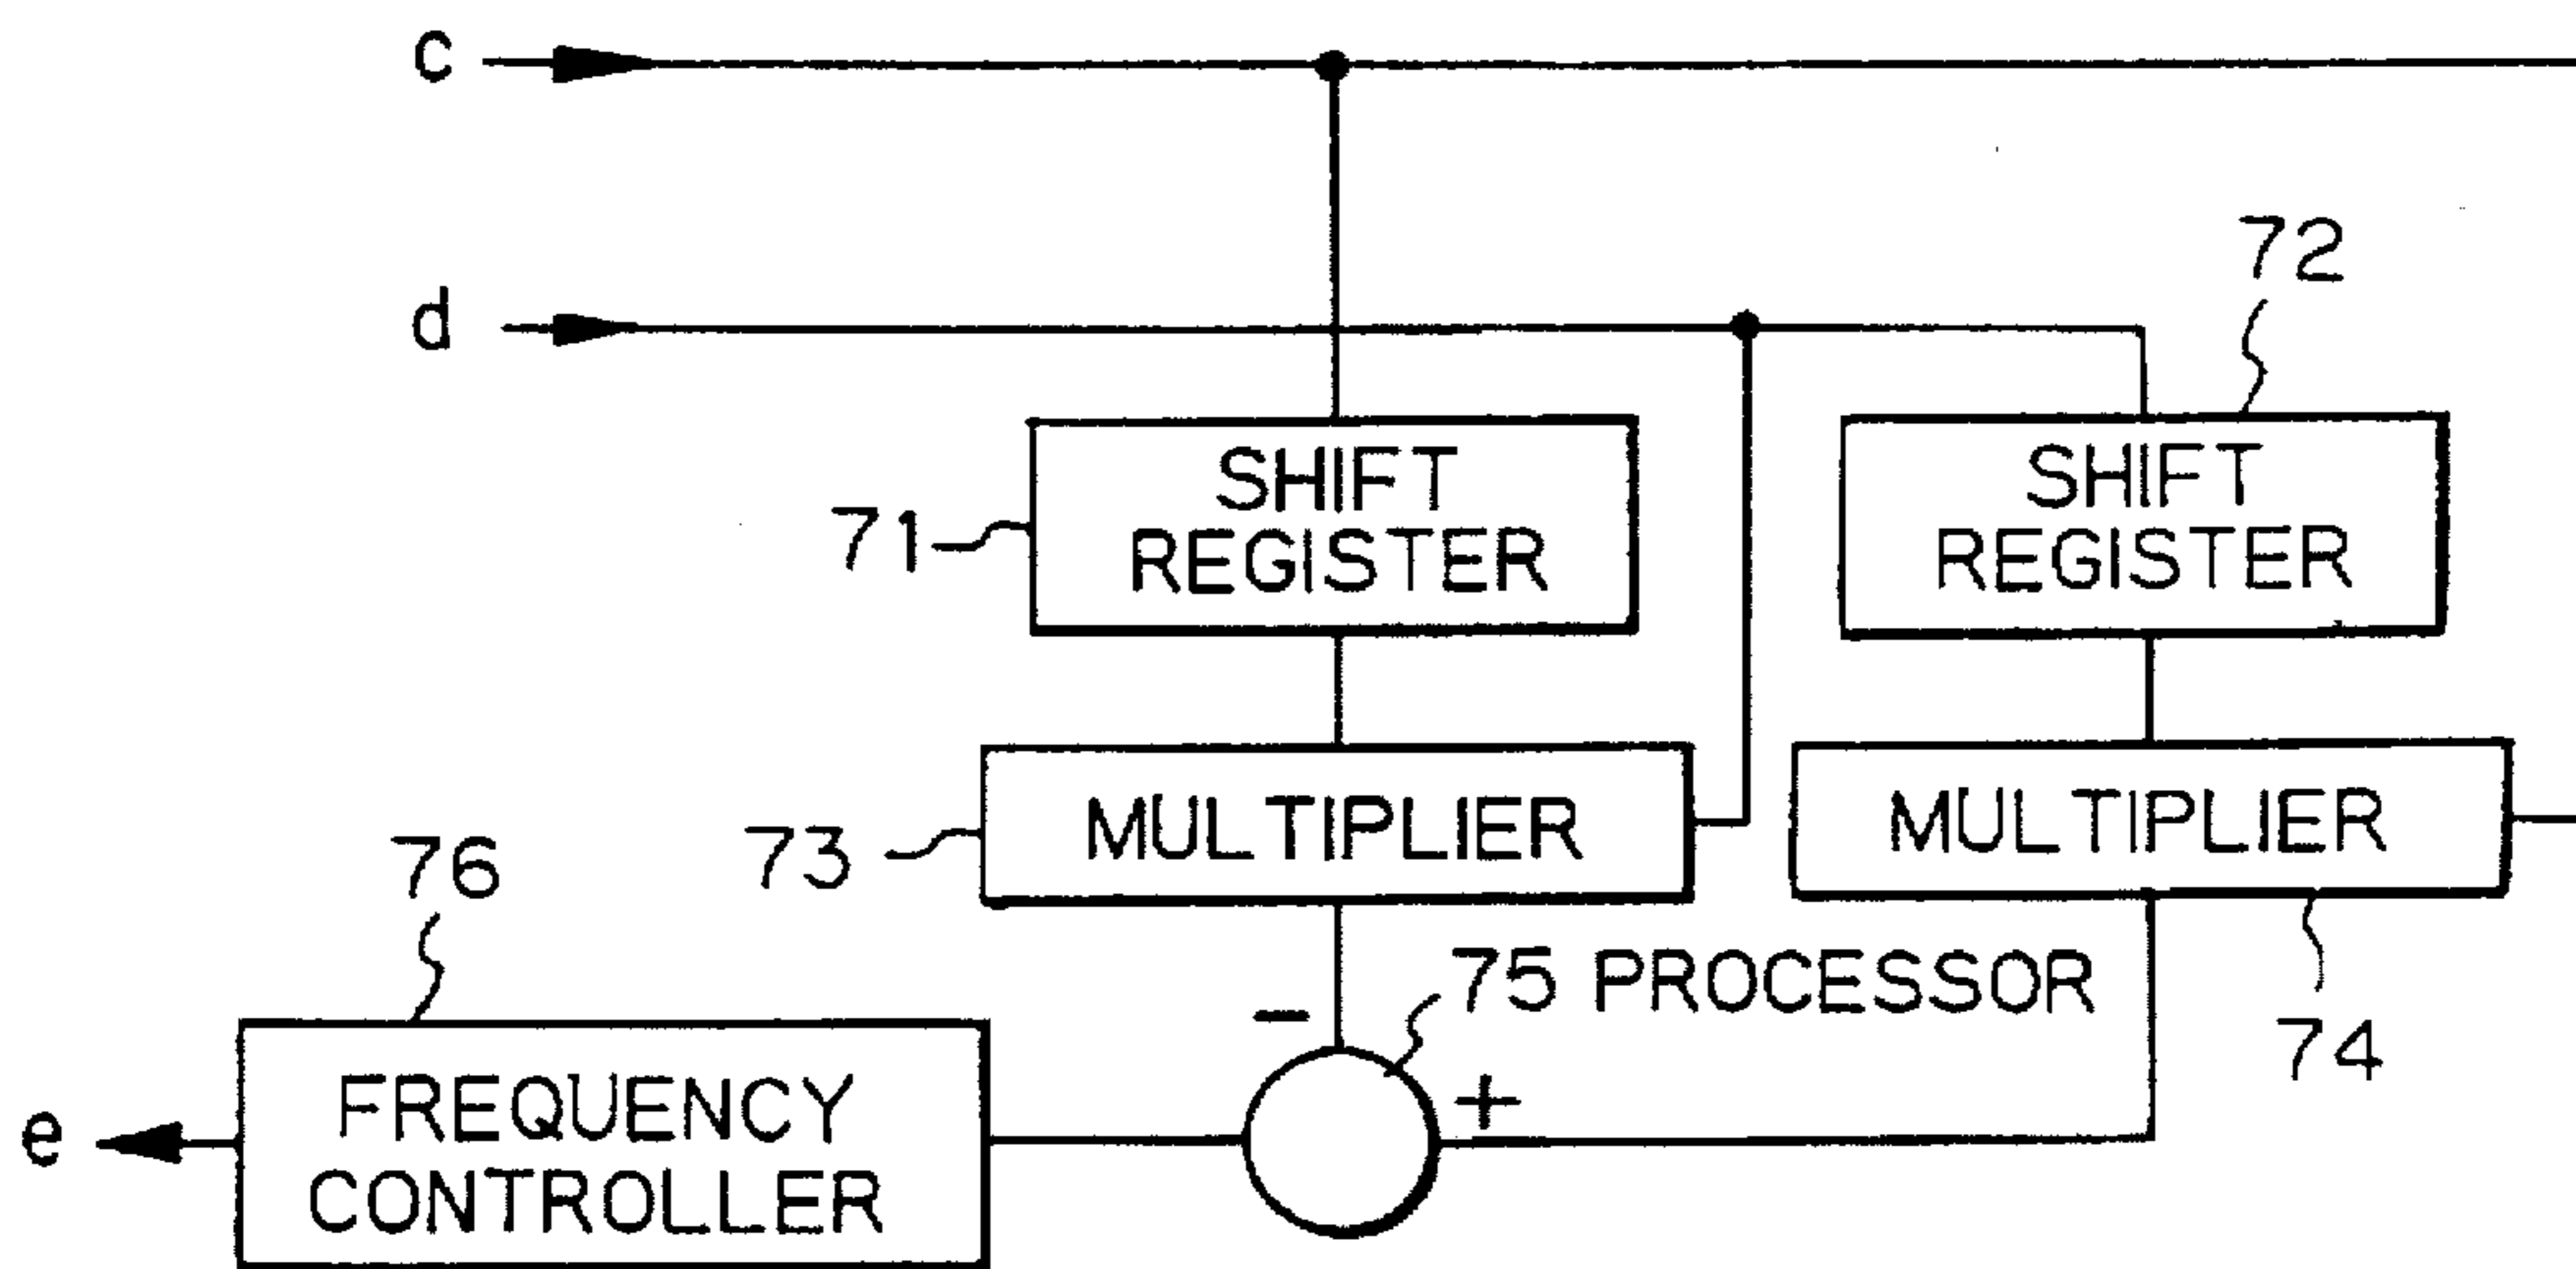 c
d
72
SHIFT
REGISTER
SHIFT
REGISTER
71
MULTIPLIER
MULTIPLIER
73
76
75 PROCESSOR
-
74
+
FREQUENCY
CONTROLLER
e